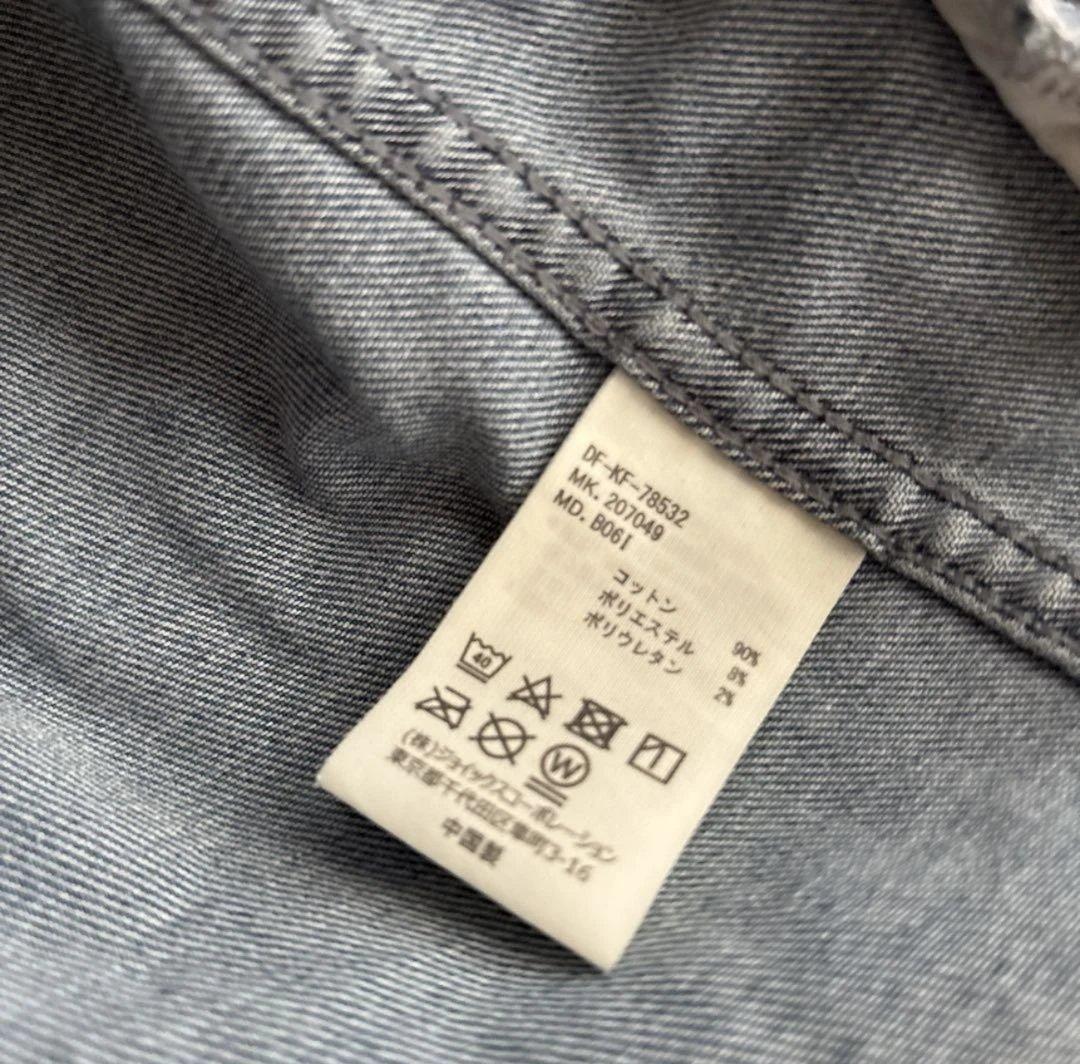 DF-KF-78532
MK. 207049
MD. B06I
コットン 90%
ポリエステル 8%
ポリウレタン 2%
40
W
(株)ジョイックスコーポレーション
東京都千代田区 町3-16
中国製